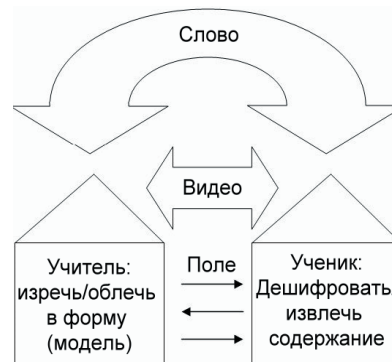 Слово
Видео
Учитель:
изречь/облечь
в форму
(модель)
Поле
Ученик:
Дешифровать
извлечь
содержание